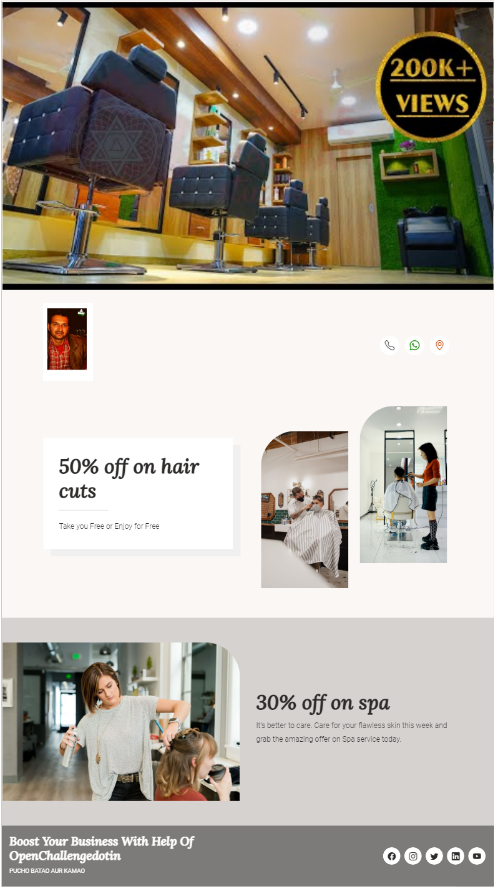 200K+
VIEWS
50% off on hair
cuts
Take you Free or Enjoy for Free
30% off on spa
It's better to care. Care for your flawless skin this week and
grab the amazing offer on Spa service today.
Boost Your Business With Help Of
OpenChallengedotin
PUCHO BATAO AUR KAMAO